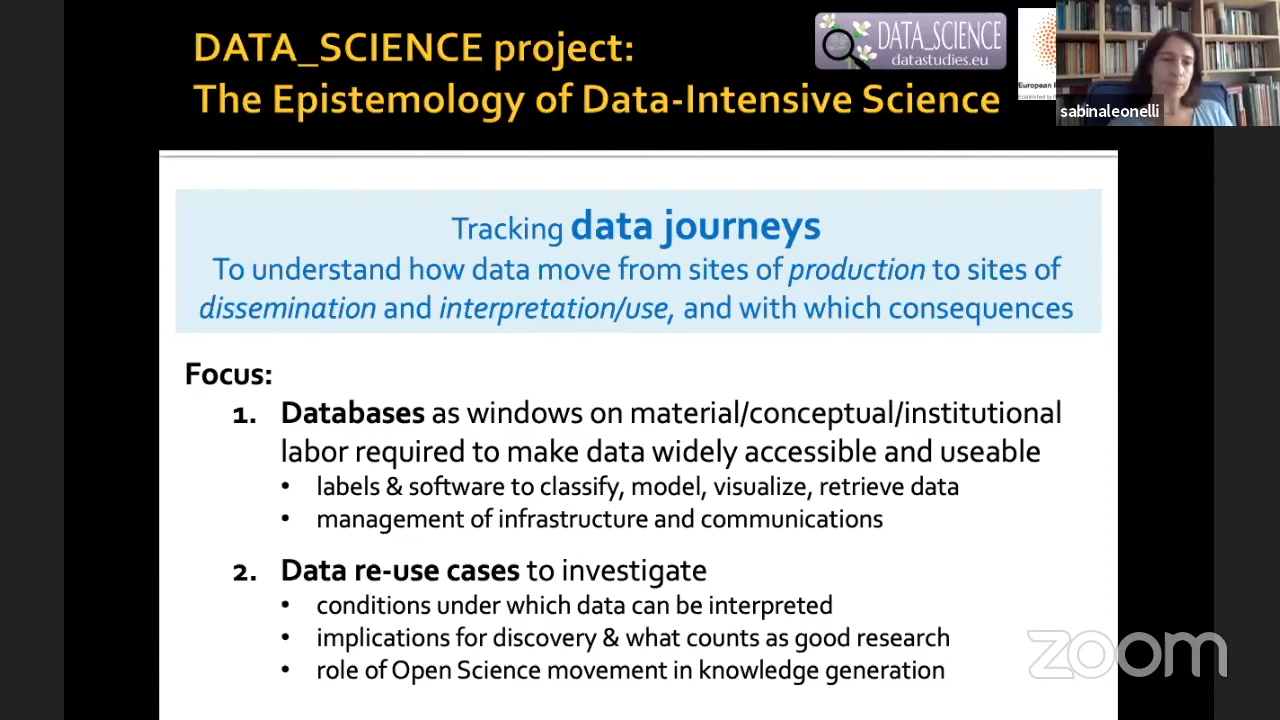 DATA_SCIENCE project:
The Epistemology of Data-Intensive Science
DATA_SCIENCE
datastudies.eu
European
sabinaleonelli
Tracking data journeys
To understand how data move from sites of production to sites of
dissemination and interpretation/use, and with which consequences
Focus:
1. Databases as windows on material/conceptual/institutional
labor required to make data widely accessible and useable
• labels & software to classify, model, visualize, retrieve data
• management of infrastructure and communications
2. Data re-use cases to investigate
• conditions under which data can be interpreted
• implications for discovery & what counts as good research
• role of Open Science movement in knowledge generation
zoom